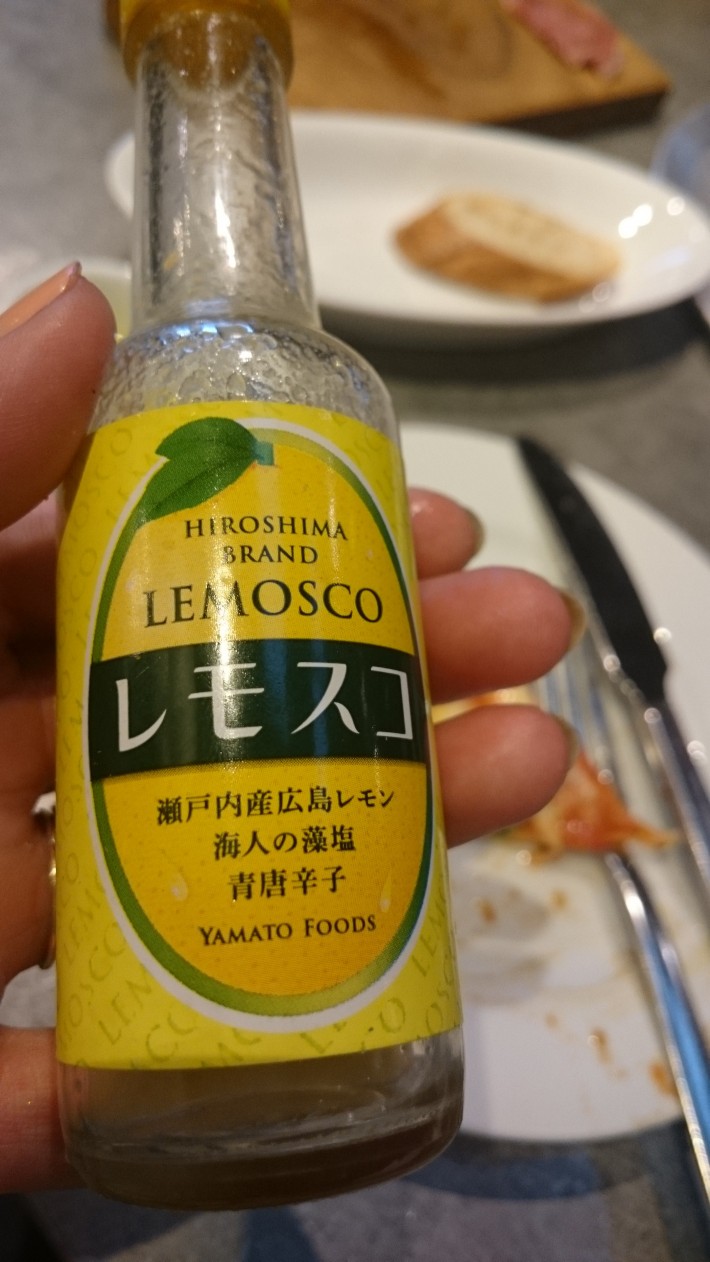 HIROSHIMA
BRAND
LEMOSCO
レモスコ
瀬戸内産広島レモン
海人の藻塩
青唐辛子
YAMATO FOODS